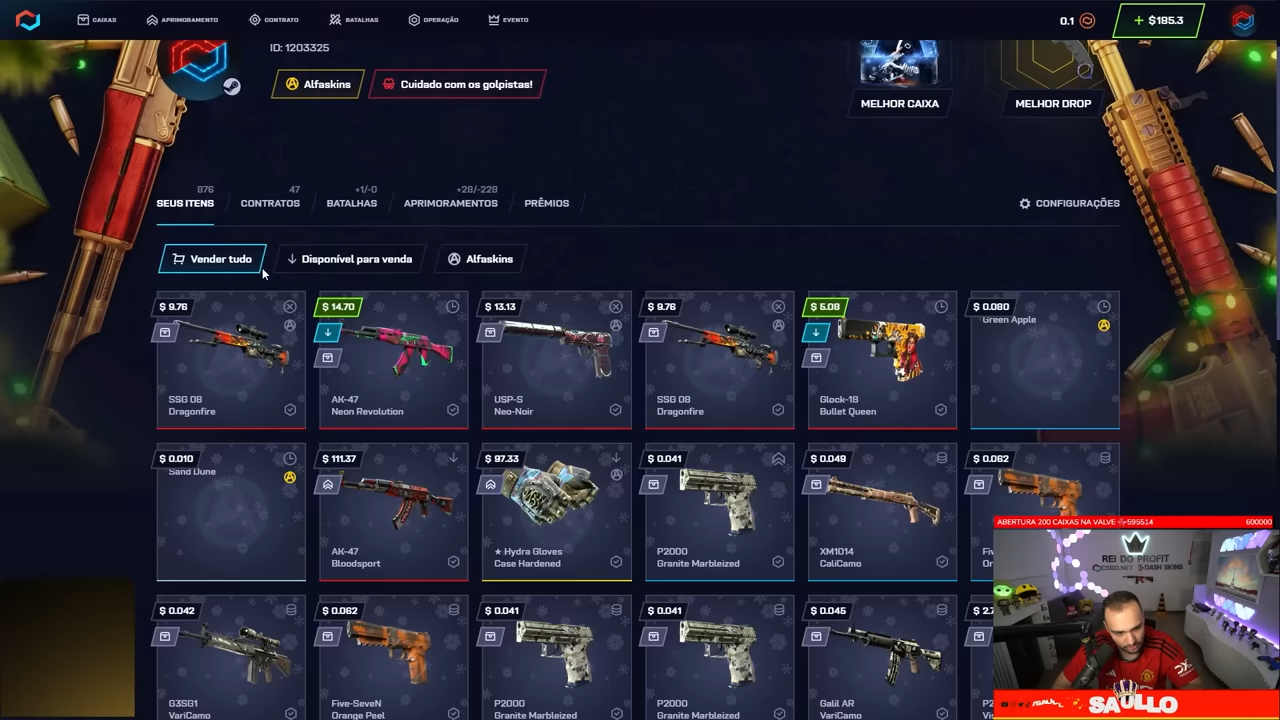 CAIXAS
APRIMORAMENTO
CONTRATO
BATALHAS
OPERAÇÃO
EVENTO
0.1
+ $185.3
ID: 1203325
Alfaskins
Cuidado com os golpistas!
MELHOR CAIXA
MELHOR DROP
876
SEUS ITENS
47
CONTRATOS
+1/-0
BATALHAS
+28/-228
APRIMORAMENTOS
PRÊMIOS
CONFIGURAÇÕES
Vender tudo
Disponível para venda
Alfaskins
$ 9.76
SSG 08
Dragonfire
$ 14.70
AK-47
Neon Revolution
$ 13.13
USP-S
Neo-Noir
$ 9.76
SSG 08
Dragonfire
$ 5.08
Glock-18
Bullet Queen
$ 0.080
Green Apple
$ 0.010
Sand Dune
$ 111.37
AK-47
Bloodsport
$ 97.33
★ Hydra Gloves
Case Hardened
$ 0.041
P2000
Granite Marbleized
$ 0.049
XM1014
CaliCamo
$ 0.062
$ 0.042
G3SG1
VariCamo
$ 0.062
Five-SeveN
Orange Peel
$ 0.041
P2000
Granite Marbleized
$ 0.041
P2000
Granite Marbleized
$ 0.045
Galil AR
VariCamo
ABERTURA 200 CAIXAS NA VALVE
595514
600000
REI DO PROFIT
CSGO.NET
DASH SKINS
SAULLO